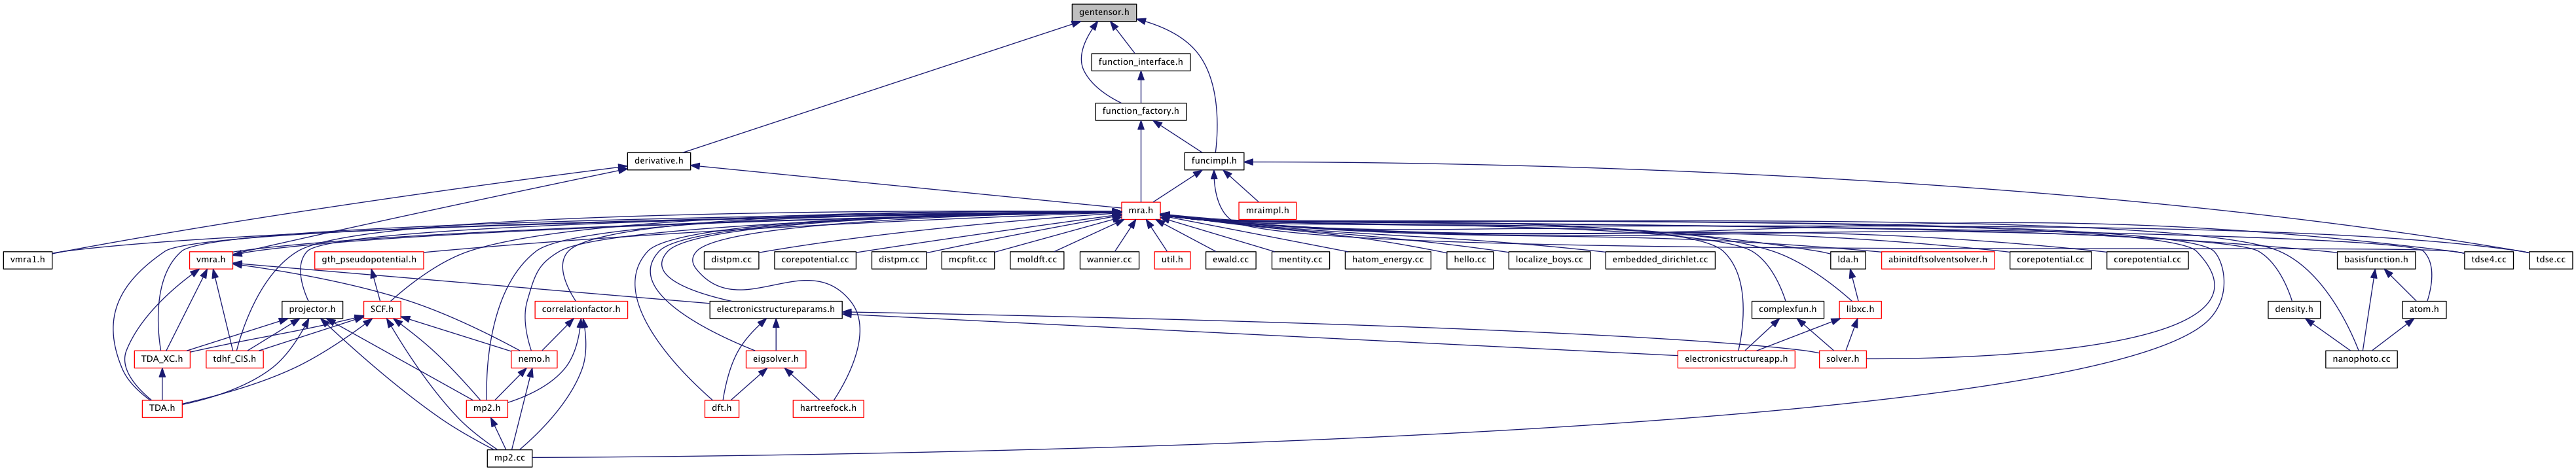 gentensor.h
function_interface.h
function_factory.h
derivative.h
funcimpl.h
mra.h
mraimpl.h
vmra1.h
vmra.h
gth_pseudopotential.h
distpm.cc
corepotential.cc
distpm.cc
mcpfit.cc
moldft.cc
wannier.cc
util.h
ewald.cc
mentity.cc
hatom_energy.cc
hello.cc
localize_boys.cc
embedded_dirichlet.cc
lda.h
abinitdftsolventsolver.h
corepotential.cc
corepotential.cc
basisfunction.h
tdse4.cc
tdse.cc
projector.h
SCF.h
correlationfactor.h
electronicstructureparams.h
complexfun.h
libxc.h
density.h
atom.h
TDA_XC.h
tdhf_CIS.h
nemo.h
eigsolver.h
electronicstructureapp.h
solver.h
nanophoto.cc
TDA.h
mp2.h
dft.h
hartreefock.h
mp2.cc